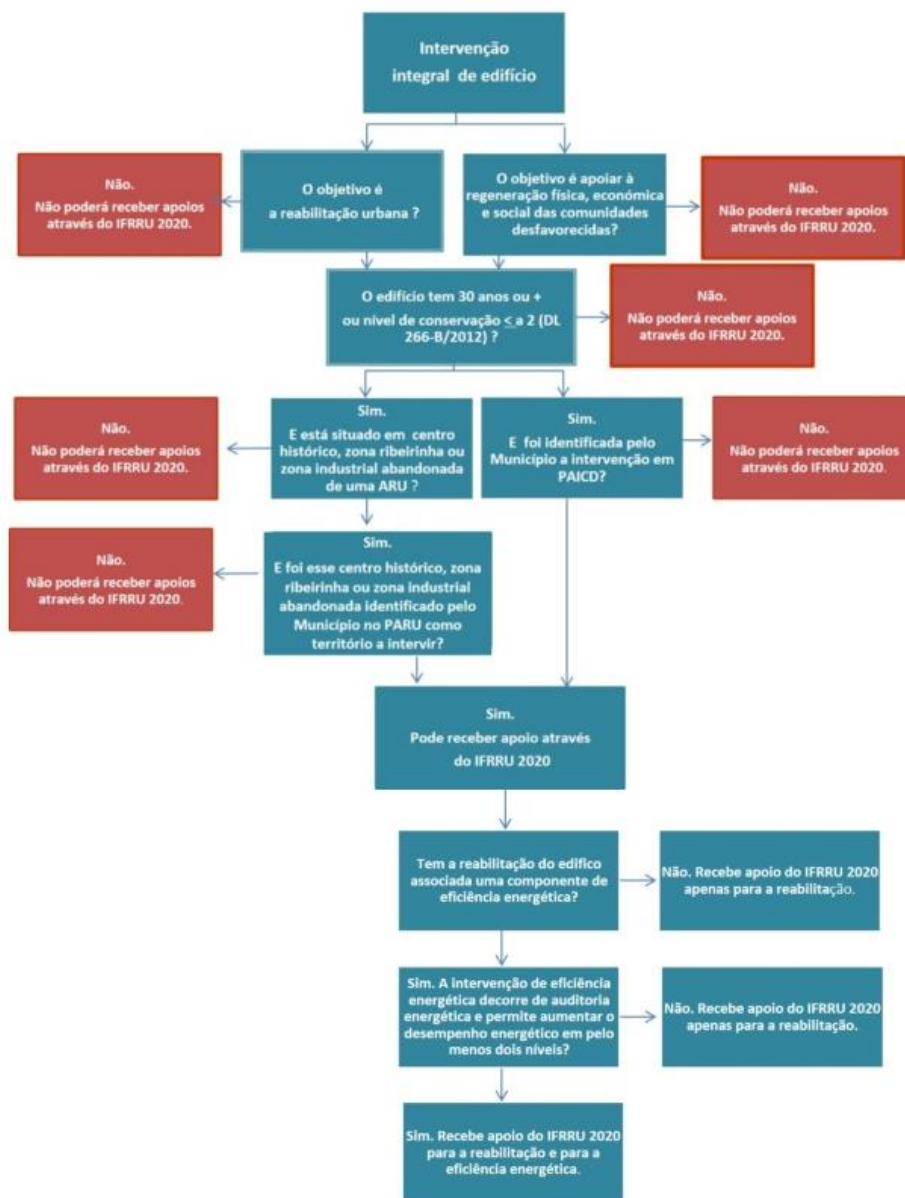 Intervenção
integral de edifício
Não.
Não poderá receber apoios
através do IFRRU 2020.
O objetivo é
a reabilitação urbana ?
O objetivo é apoiar à
regeneração física, económica
e social das comunidades
desfavorecidas?
Não.
Não poderá receber apoios
através do IFRRU 2020.
O edifício tem 30 anos ou +
ou nível de conservação < a 2 (DL
266-B/2012) ?
Não.
Não poderá receber apoios
através do IFRRU 2020.
Não.
Não poderá receber apoios
através do IFRRU 2020.
Sim.
E está situado em centro
histórico, zona ribeirinha ou
zona industrial abandonada
de uma ARU ?
Sim.
E foi identificada pelo
Município a intervenção em
PAICD?
Não.
Não poderá receber apoios
através do IFRRU 2020.
Não.
Não poderá receber apoios
através do IFRRU 2020.
Sim.
E foi esse centro histórico, zona
ribeirinha ou zona industrial
abandonada identificado pelo
Município no PARU como
território a intervir?
Sim.
Pode receber apoio através
do IFRRU 2020
Tem a reabilitação do edifico
associada uma componente de
eficiência energética?
Não. Recebe apoio do IFRRU 2020
apenas para a reabilitação.
Sim. A intervenção de eficiência
energética decorre de auditoria
energética e permite aumentar o
desempenho energético em pelo
menos dois níveis?
Não. Recebe apoio do IFRRU 2020
apenas para a reabilitação.
Sim. Recebe apoio do IFRRU 2020
para a reabilitação e para a
eficiência energética.